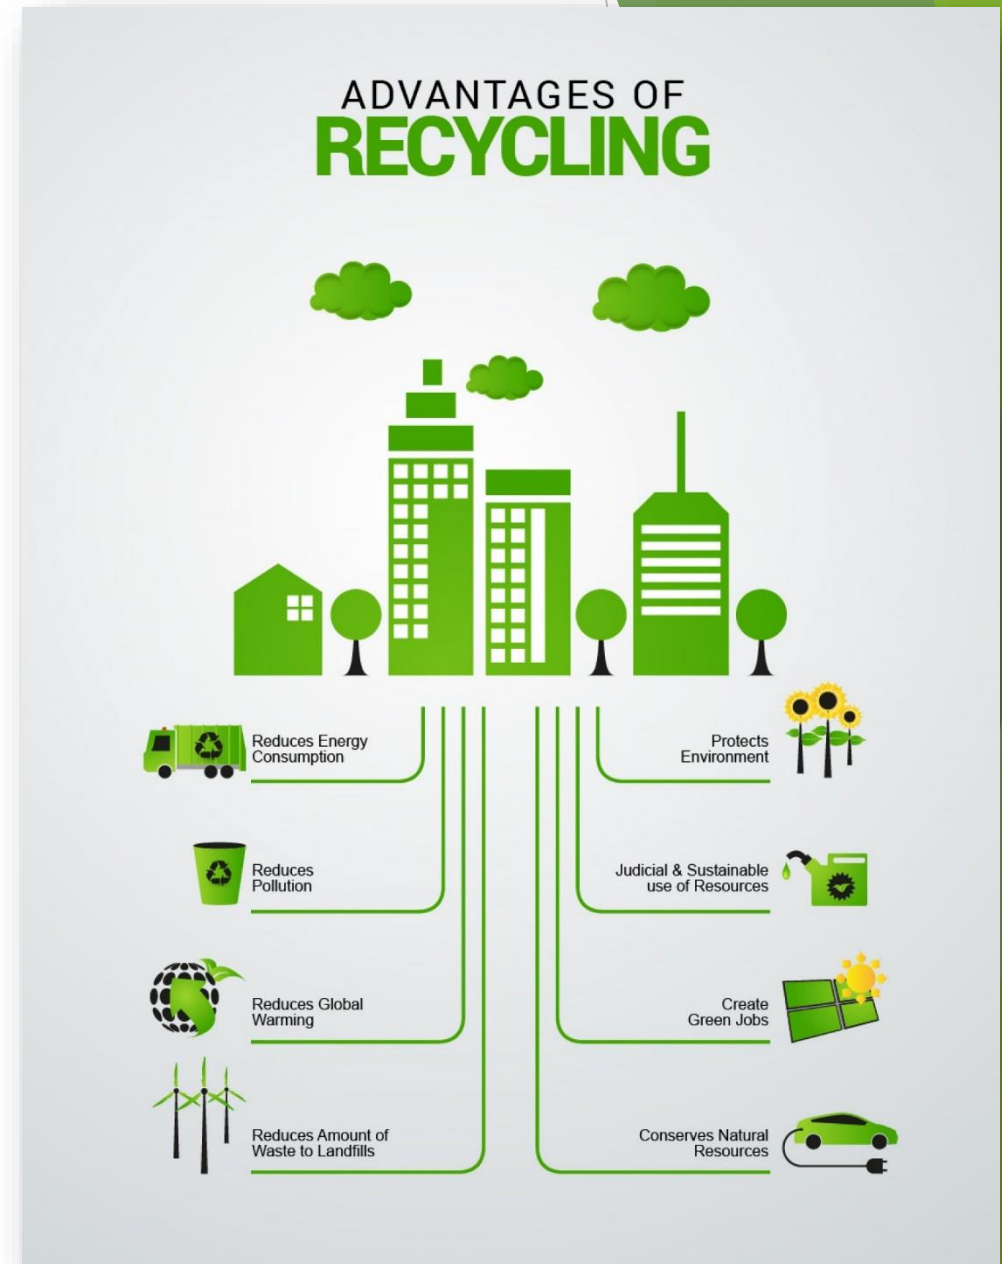 ADVANTAGES OF
RECYCLING
Reduces Energy
Consumption
Reduces
Pollution
Reduces Global
Warming
Reduces Amount of
Waste to Landfills
Protects
Environment
Judicial & Sustainable
use of Resources
Create
Green Jobs
Conserves Natural
Resources